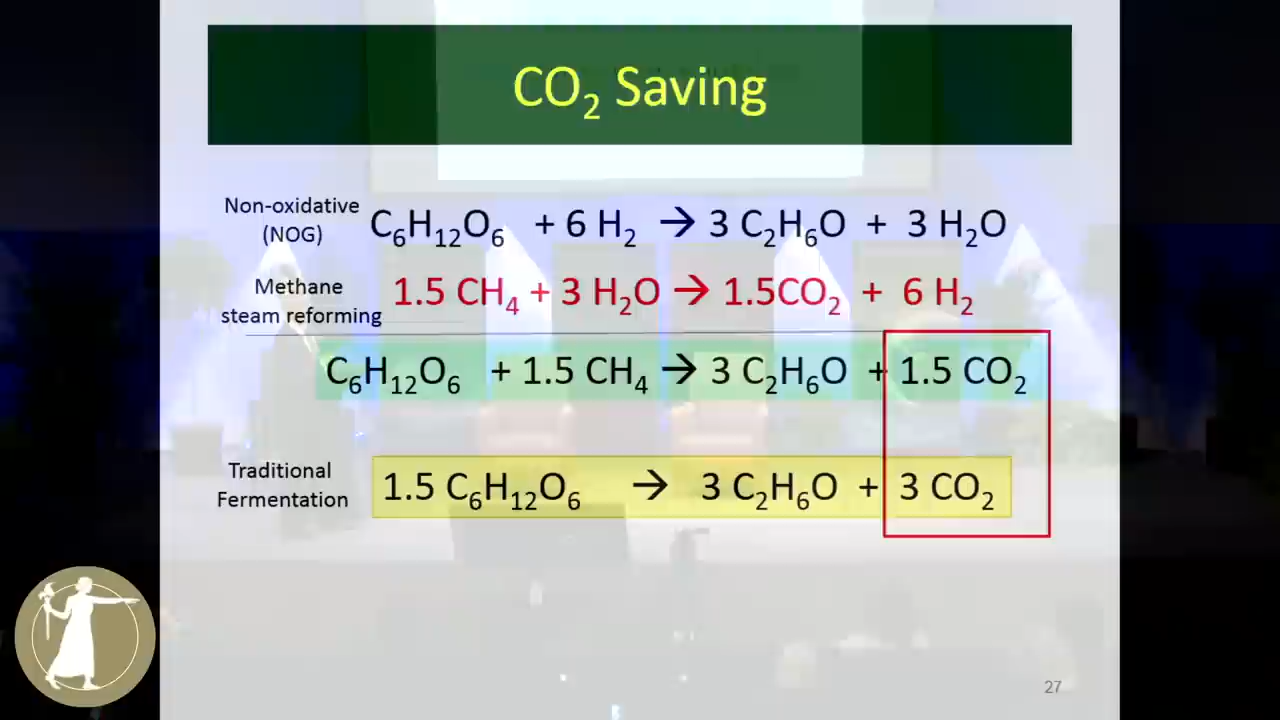 CO₂ Saving
Non-oxidative
(NOG)
C₆H₁₂O₆ + 6 H₂ → 3 C₂H₆O + 3 H₂O
Methane
steam reforming
1.5 CH₄ + 3 H₂O → 1.5CO₂ + 6 H₂
C₆H₁₂O₆ + 1.5 CH₄ → 3 C₂H₆O + 1.5 CO₂
Traditional
Fermentation
1.5 C₆H₁₂O₆ → 3 C₂H₆O + 3 CO₂
27